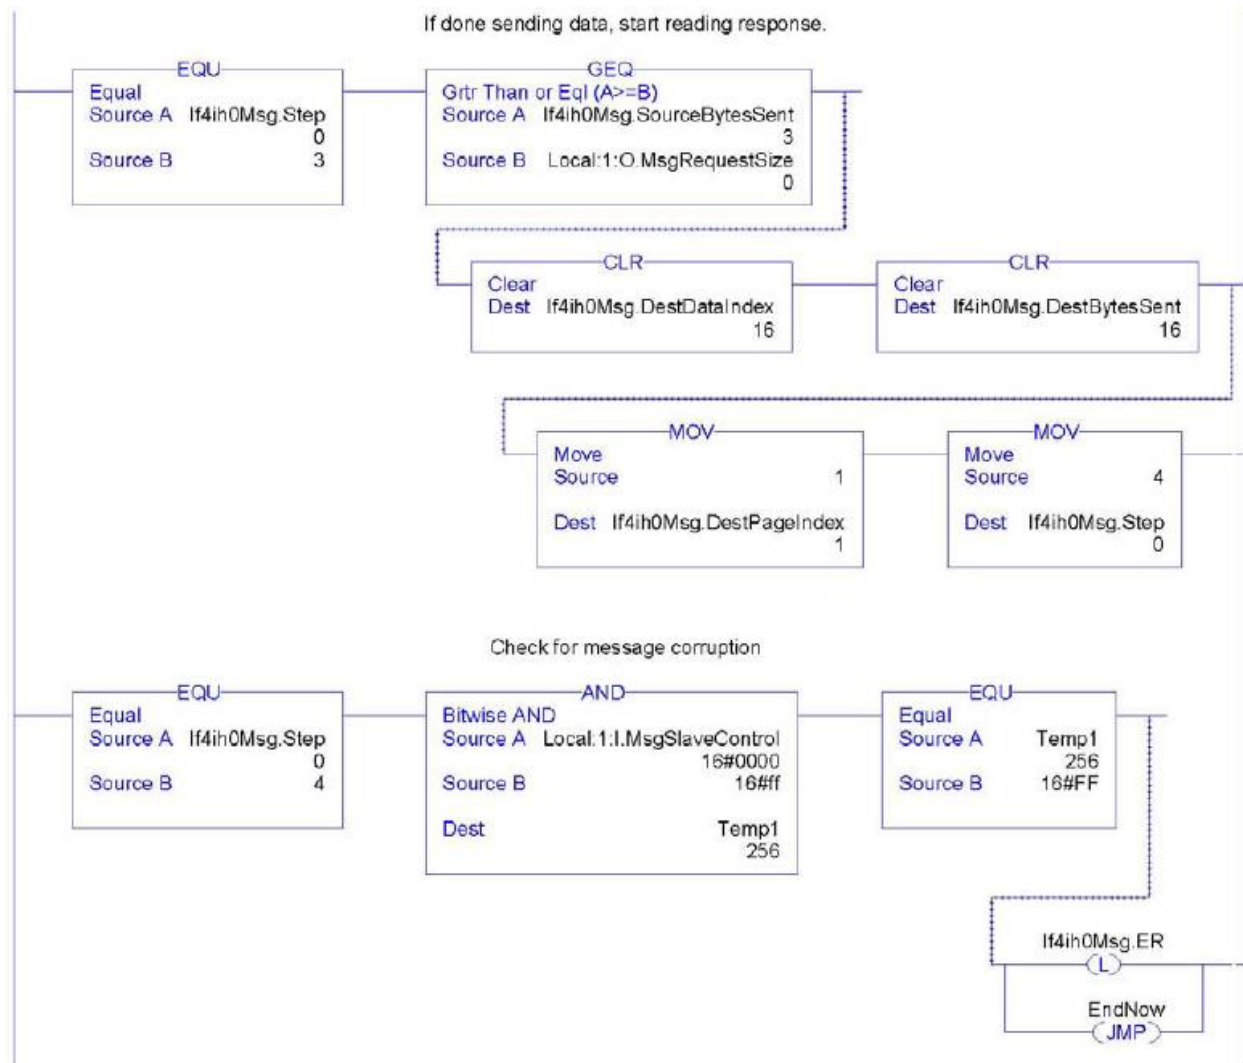 If done sending data, start reading response.
EQU
Equal
Source A If4ih0Msg.Step
0
Source B 3
GEQ
Grtr Than or Eql (A>=B)
Source A If4ih0Msg.SourceBytesSent
3
Source B Local:1:O.MsgRequestSize
0
CLR
Clear
Dest If4ih0Msg.DestDataIndex
16
CLR
Clear
Dest If4ih0Msg.DestBytesSent
16
MOV
Move
Source 1
Dest If4ih0Msg.DestPageIndex
1
MOV
Move
Source 4
Dest If4ih0Msg.Step
0
Check for message corruption
EQU
Equal
Source A If4ih0Msg.Step
0
Source B 4
AND
Bitwise AND
Source A Local:1:I.MsgSlaveControl
16#0000
Source B 16#ff
Dest Temp1
256
EQU
Equal
Source A Temp1
256
Source B 16#FF
If4ih0Msg.ER
L
EndNow
JMP